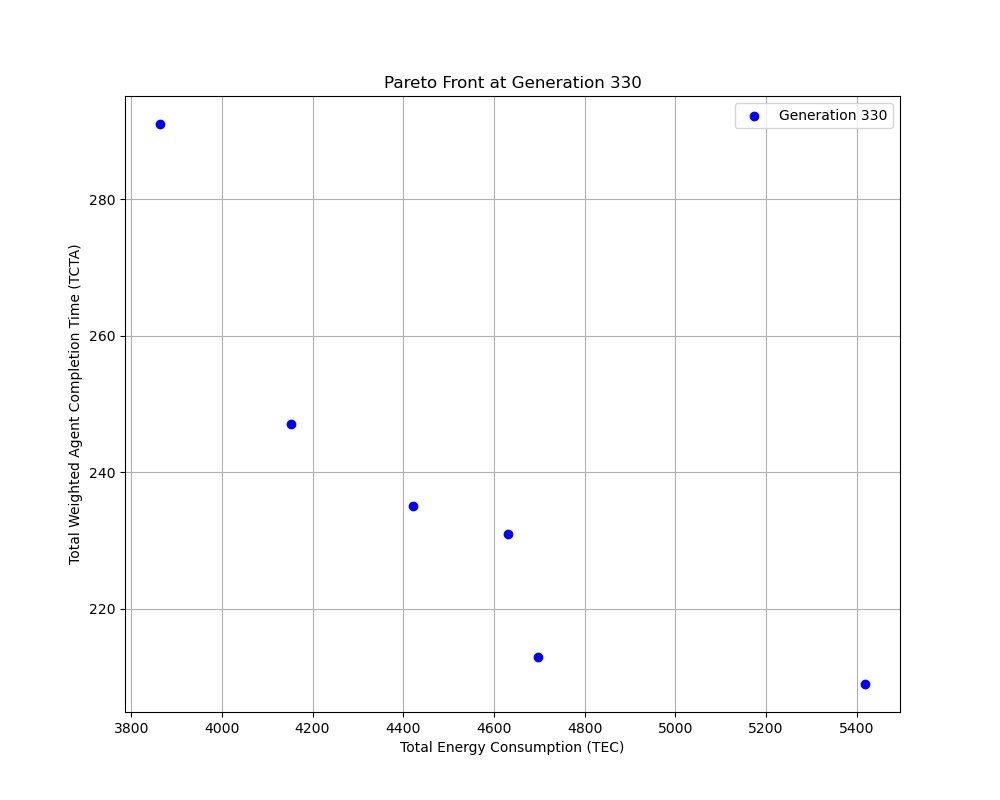 Pareto Front at Generation 330
Generation 330
Total Weighted Agent Completion Time (TCTA)
280
260
240
220
3800 4000 4200 4400 4600 4800 5000 5200 5400
Total Energy Consumption (TEC)